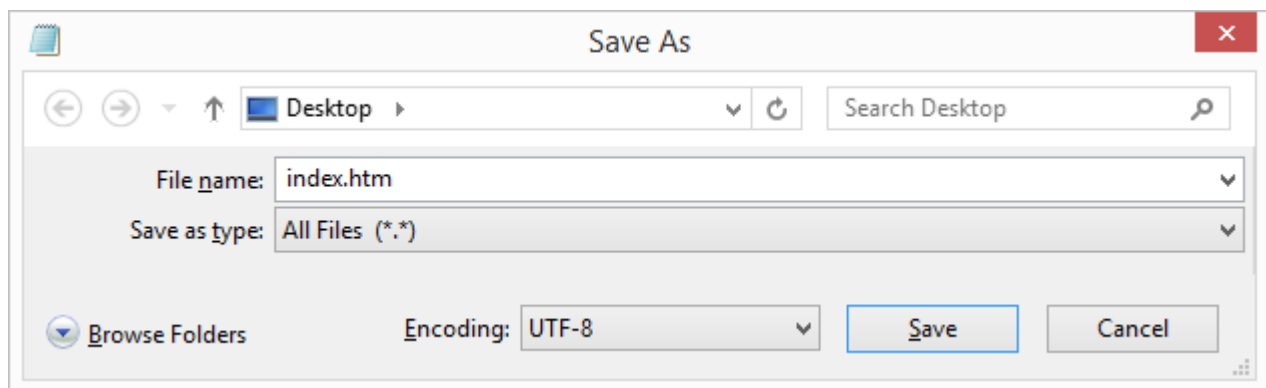 Save As
Desktop
Search Desktop
File name: index.htm
Save as type: All Files (*.*)
Browse Folders Encoding: UTF-8 Save Cancel